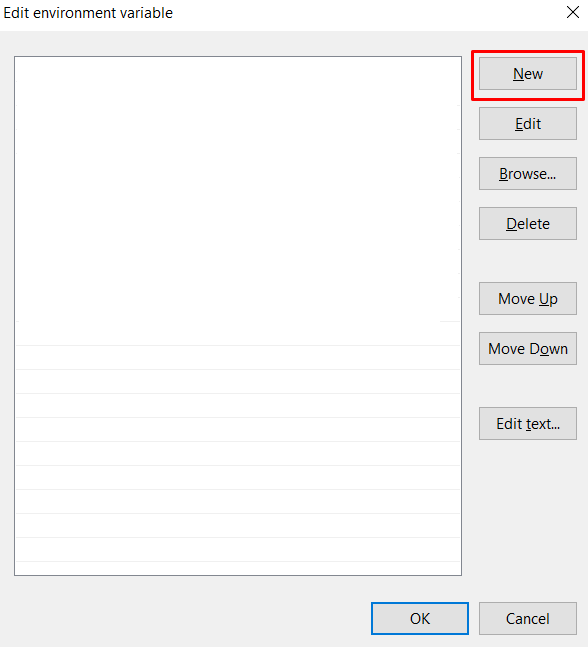 Edit environment variable
New
Edit
Browse...
Delete
Move Up
Move Down
Edit text...
OK
Cancel